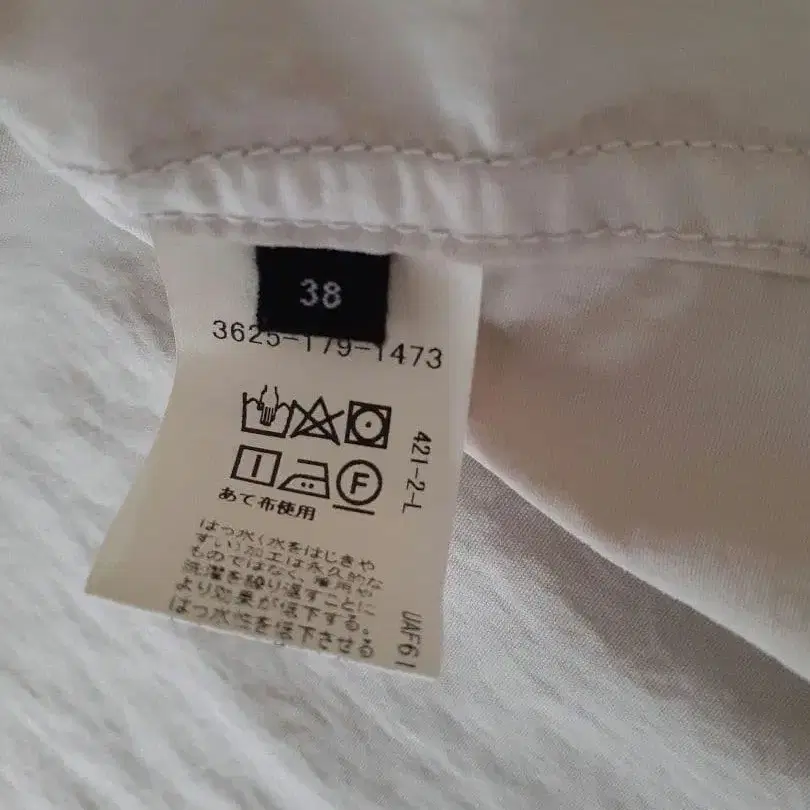 38
3625-179-1473
F
421-2-L
あて布使用
はっ水(水をはじきや
すい)加工は永久的な
ものではなく、着用や
洗濯を繰り返すことに
より効果が低下する。
はっ水性を低下させる
UAF61